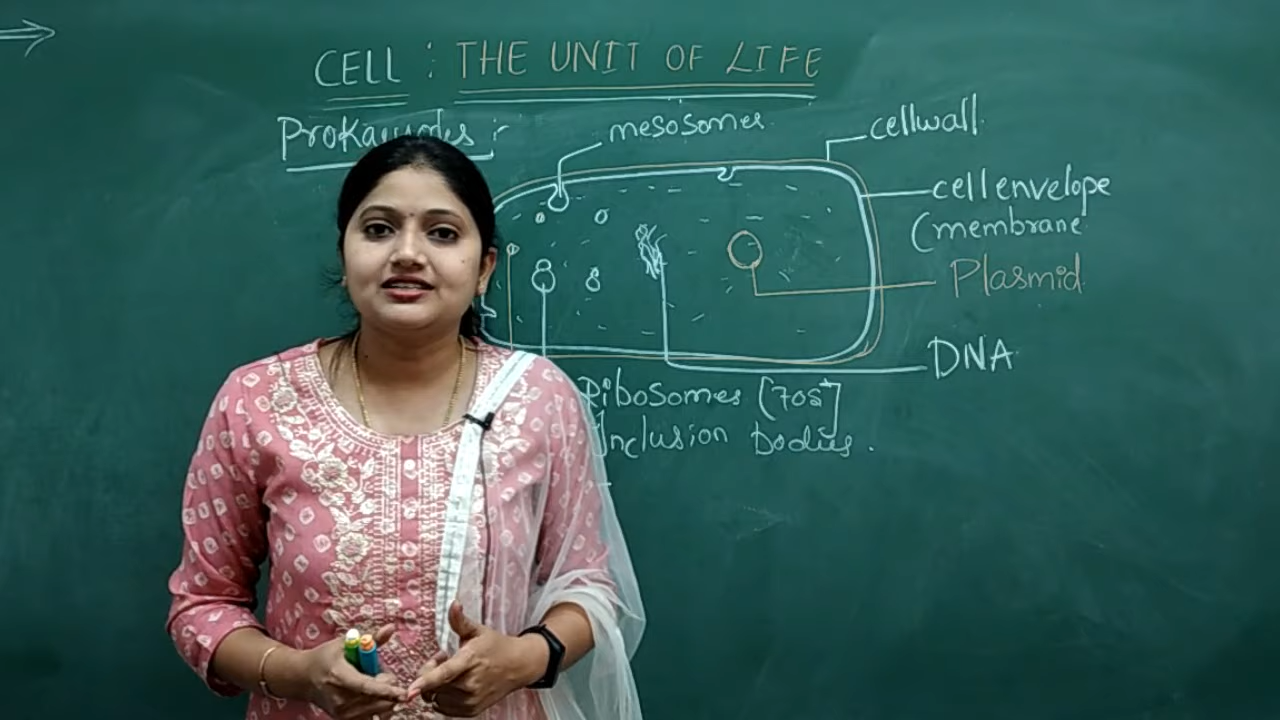 CELL : THE UNIT OF LIFE
Prokaryotes :-
mesosomes
cellwall
cell envelope
(membrane
Plasmid
DNA
Ribosomes [70s]
Inclusion bodies.